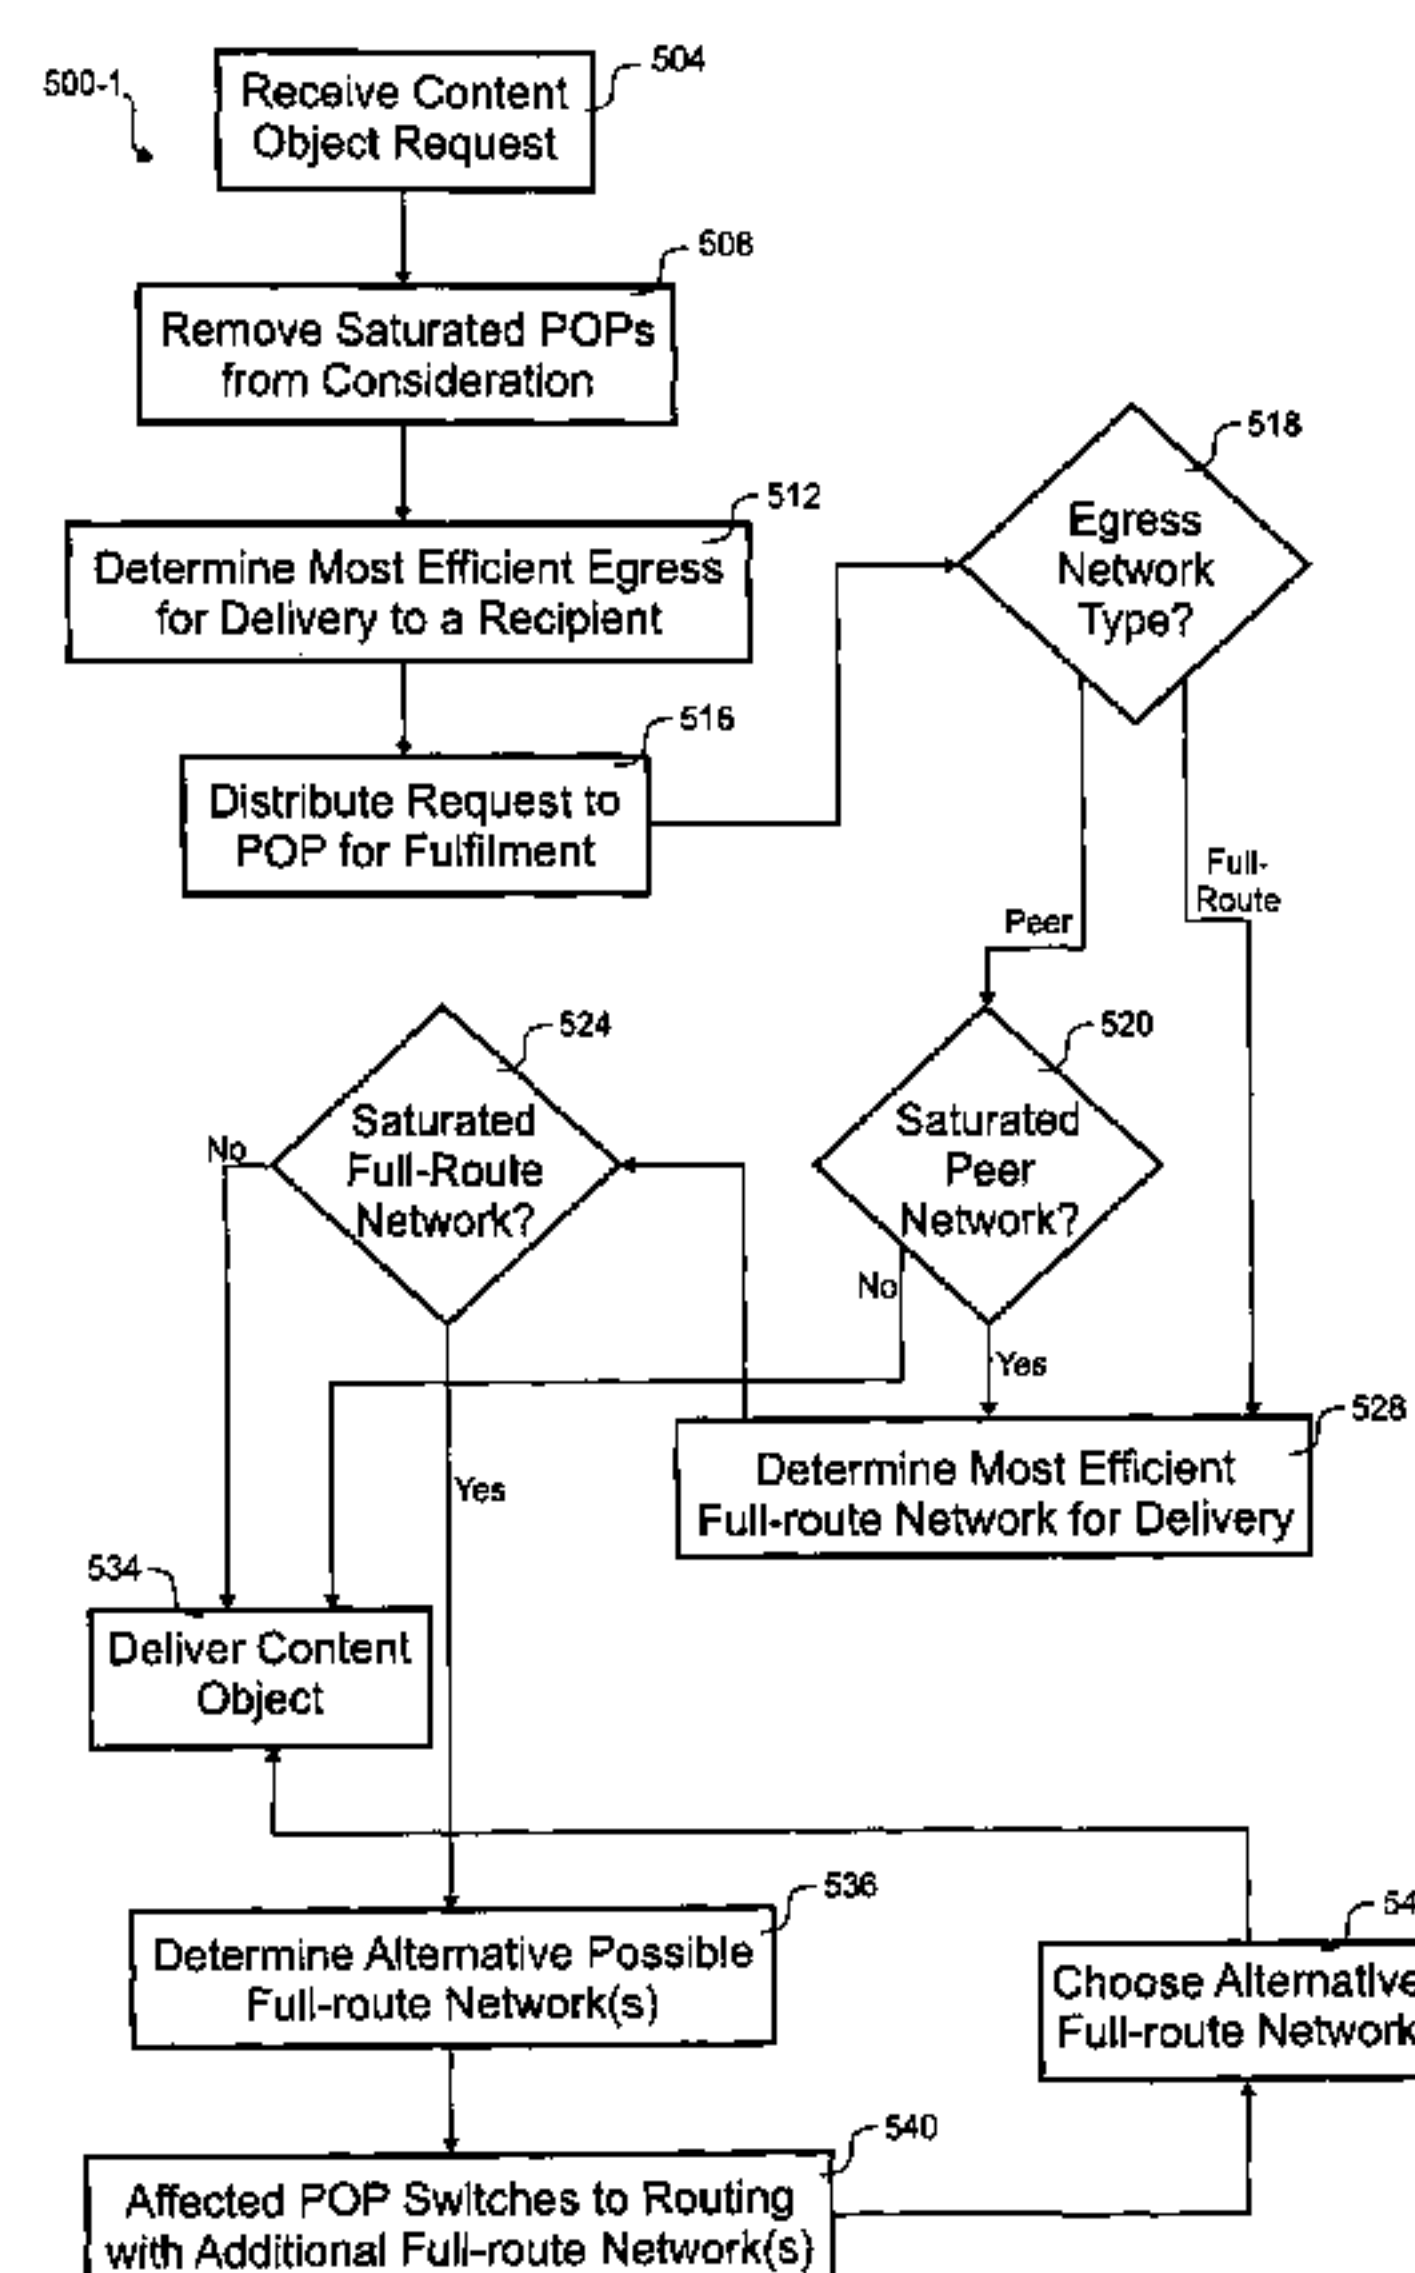 500-1
504
Receive Content
Object Request
508
Remove Saturated POPs
from Consideration
512
Determine Most Efficient Egress
for Delivery to a Recipient
516
Distribute Request to
POP for Fulfilment
518
Egress
Network
Type?
Peer
Full-
Route
524
Saturated
Full-Route
Network?
No
Yes
520
Saturated
Peer
Network?
No
Yes
528
Determine Most Efficient
Full-route Network for Delivery
534
Deliver Content
Object
536
Determine Alternative Possible
Full-route Network(s)
Choose Alternative
Full-route Network
540
Affected POP Switches to Routing
with Additional Full-route Network(s)